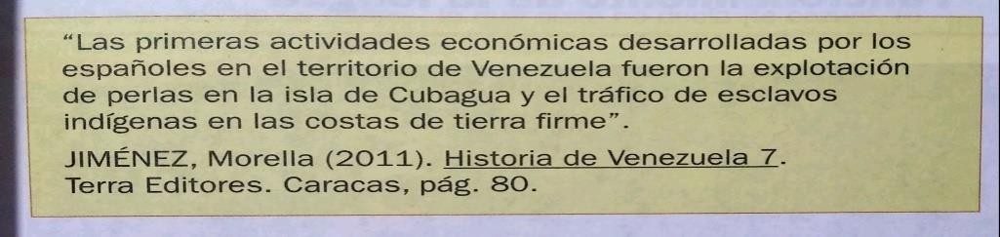 “Las primeras actividades económicas desarrolladas por los
españoles en el territorio de Venezuela fueron la explotación
de perlas en la isla de Cubagua y el tráfico de esclavos
indígenas en las costas de tierra firme”.
JIMÉNEZ, Morella (2011). Historia de Venezuela 7.
Terra Editores. Caracas, pág. 80.